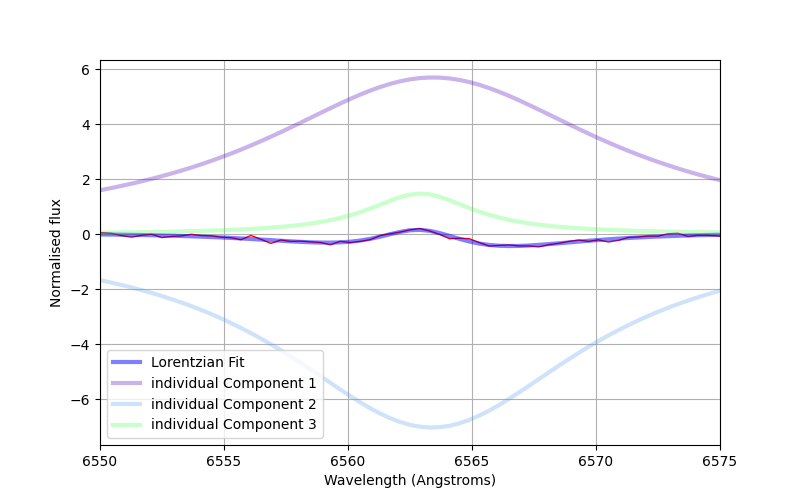 6
4
2
0
−2
−4
−6
Normalised flux
Lorentzian Fit
individual Component 1
individual Component 2
individual Component 3
6550 6555 6560 6565 6570 6575
Wavelength (Angstroms)